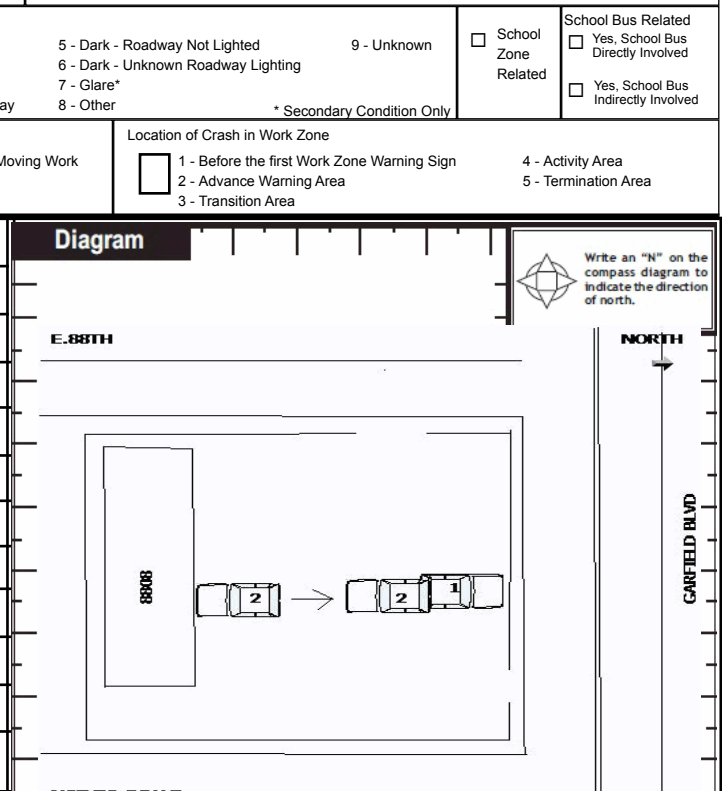 5 - Dark - Roadway Not Lighted
9 - Unknown
6 - Dark - Unknown Roadway Lighting
7 - Glare*
ay
8 - Other
* Secondary Condition Only
School
Zone
Related
School Bus Related
Yes, School Bus
Directly Involved
Yes, School Bus
Indirectly Involved
Moving Work
Location of Crash in Work Zone
1 - Before the first Work Zone Warning Sign
4 - Activity Area
2 - Advance Warning Area
5 - Termination Area
3 - Transition Area
Diagram
Write an "N" on the
compass diagram to
indicate the direction
of north.
E.88TH
NORTH
GARFIELD BLVD
8808
2
2
1